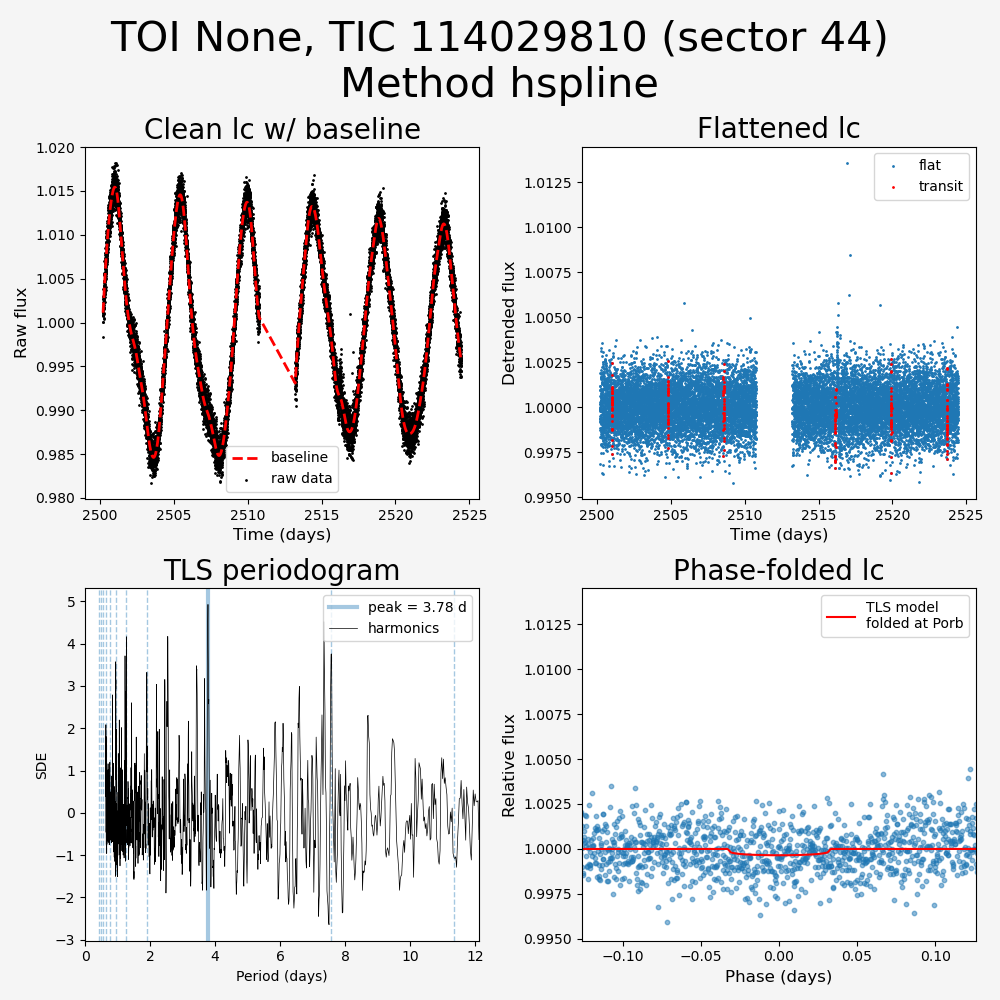 TOI None, TIC 114029810 (sector 44)
Method hspline
Clean lc w/ baseline
1.020
1.015
1.010
1.005
1.000
0.995
0.990
0.985
0.980
Raw flux
baseline
raw data
2500
2505
2510
2515
2520
2525
Time (days)
Flattened lc
1.0125
1.0100
1.0075
1.0050
1.0025
1.0000
0.9975
0.9950
Detrended flux
flat
transit
2500
2505
2510
2515
2520
2525
Time (days)
TLS periodogram
5
4
3
2
1
0
−1
−2
−3
SDE
peak = 3.78 d
harmonics
0
2
4
6
8
10
12
Period (days)
Phase-folded lc
1.0125
1.0100
1.0075
1.0050
1.0025
1.0000
0.9975
0.9950
Relative flux
TLS model
folded at Porb
−0.10
−0.05
0.00
0.05
0.10
Phase (days)